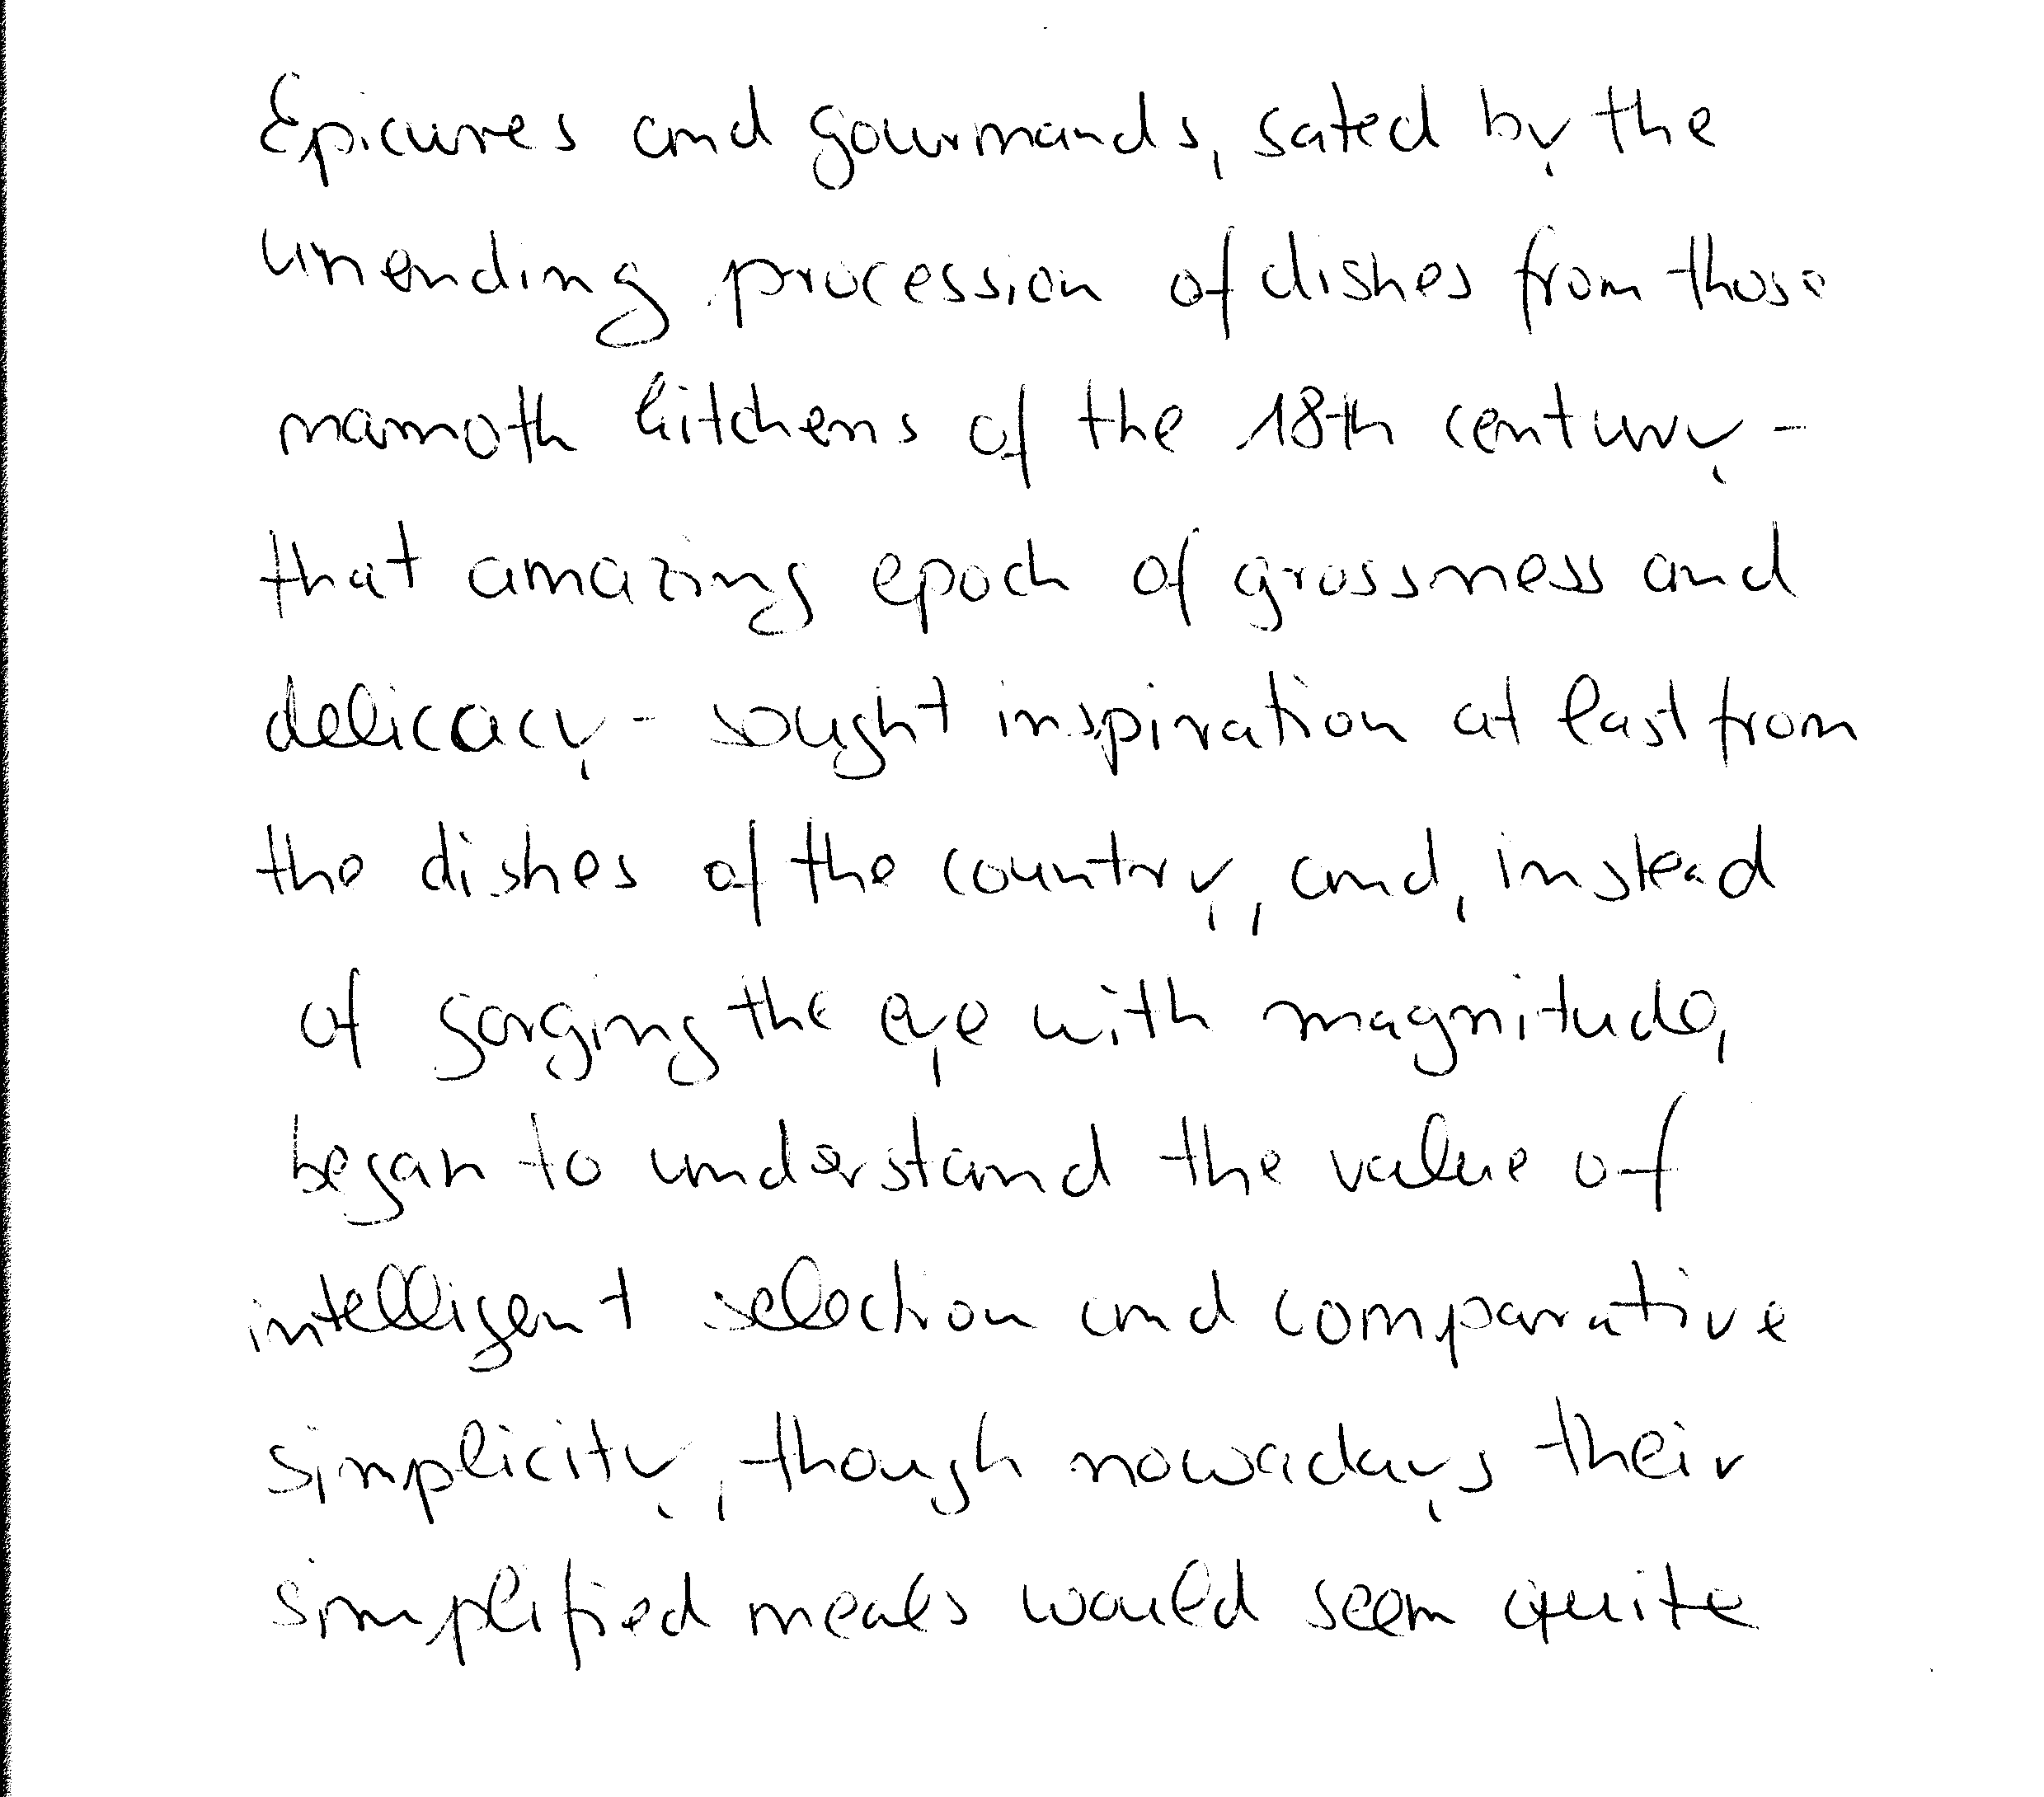 Epicures and gourmands, sated by the
unending procession of dishes from those
mamoth kitchens of the 18th century -
that amazing epoch of grossness and
delicacy - sought inspiration at last from
the dishes of the country, and, instead
of gorging the eye with magnitude,
began to understand the value of
intelligent selection and comparative
simplicity, though nowadays their
simplified meals would seem quite